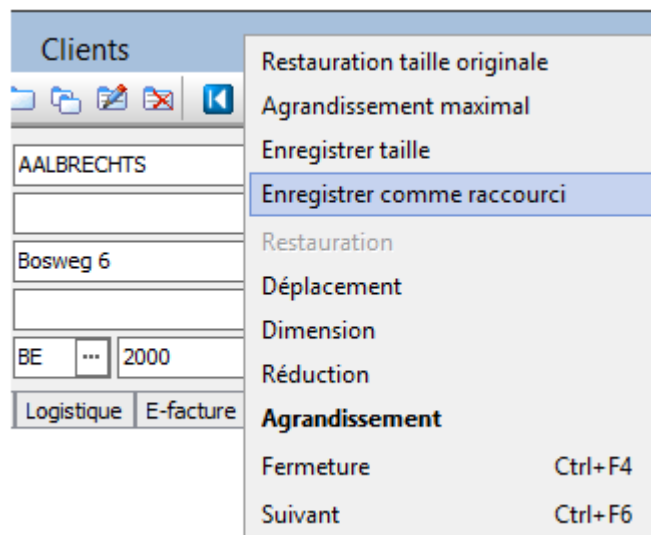 Clients
Restauration taille originale
Agrandissement maximal
Enregistrer taille
Enregistrer comme raccourci
Restauration
Déplacement
Dimension
Réduction
Agrandissement
Fermeture Ctrl+F4
Suivant Ctrl+F6
AALBRECHTS
Bosweg 6
BE ... 2000
Logistique E-facture